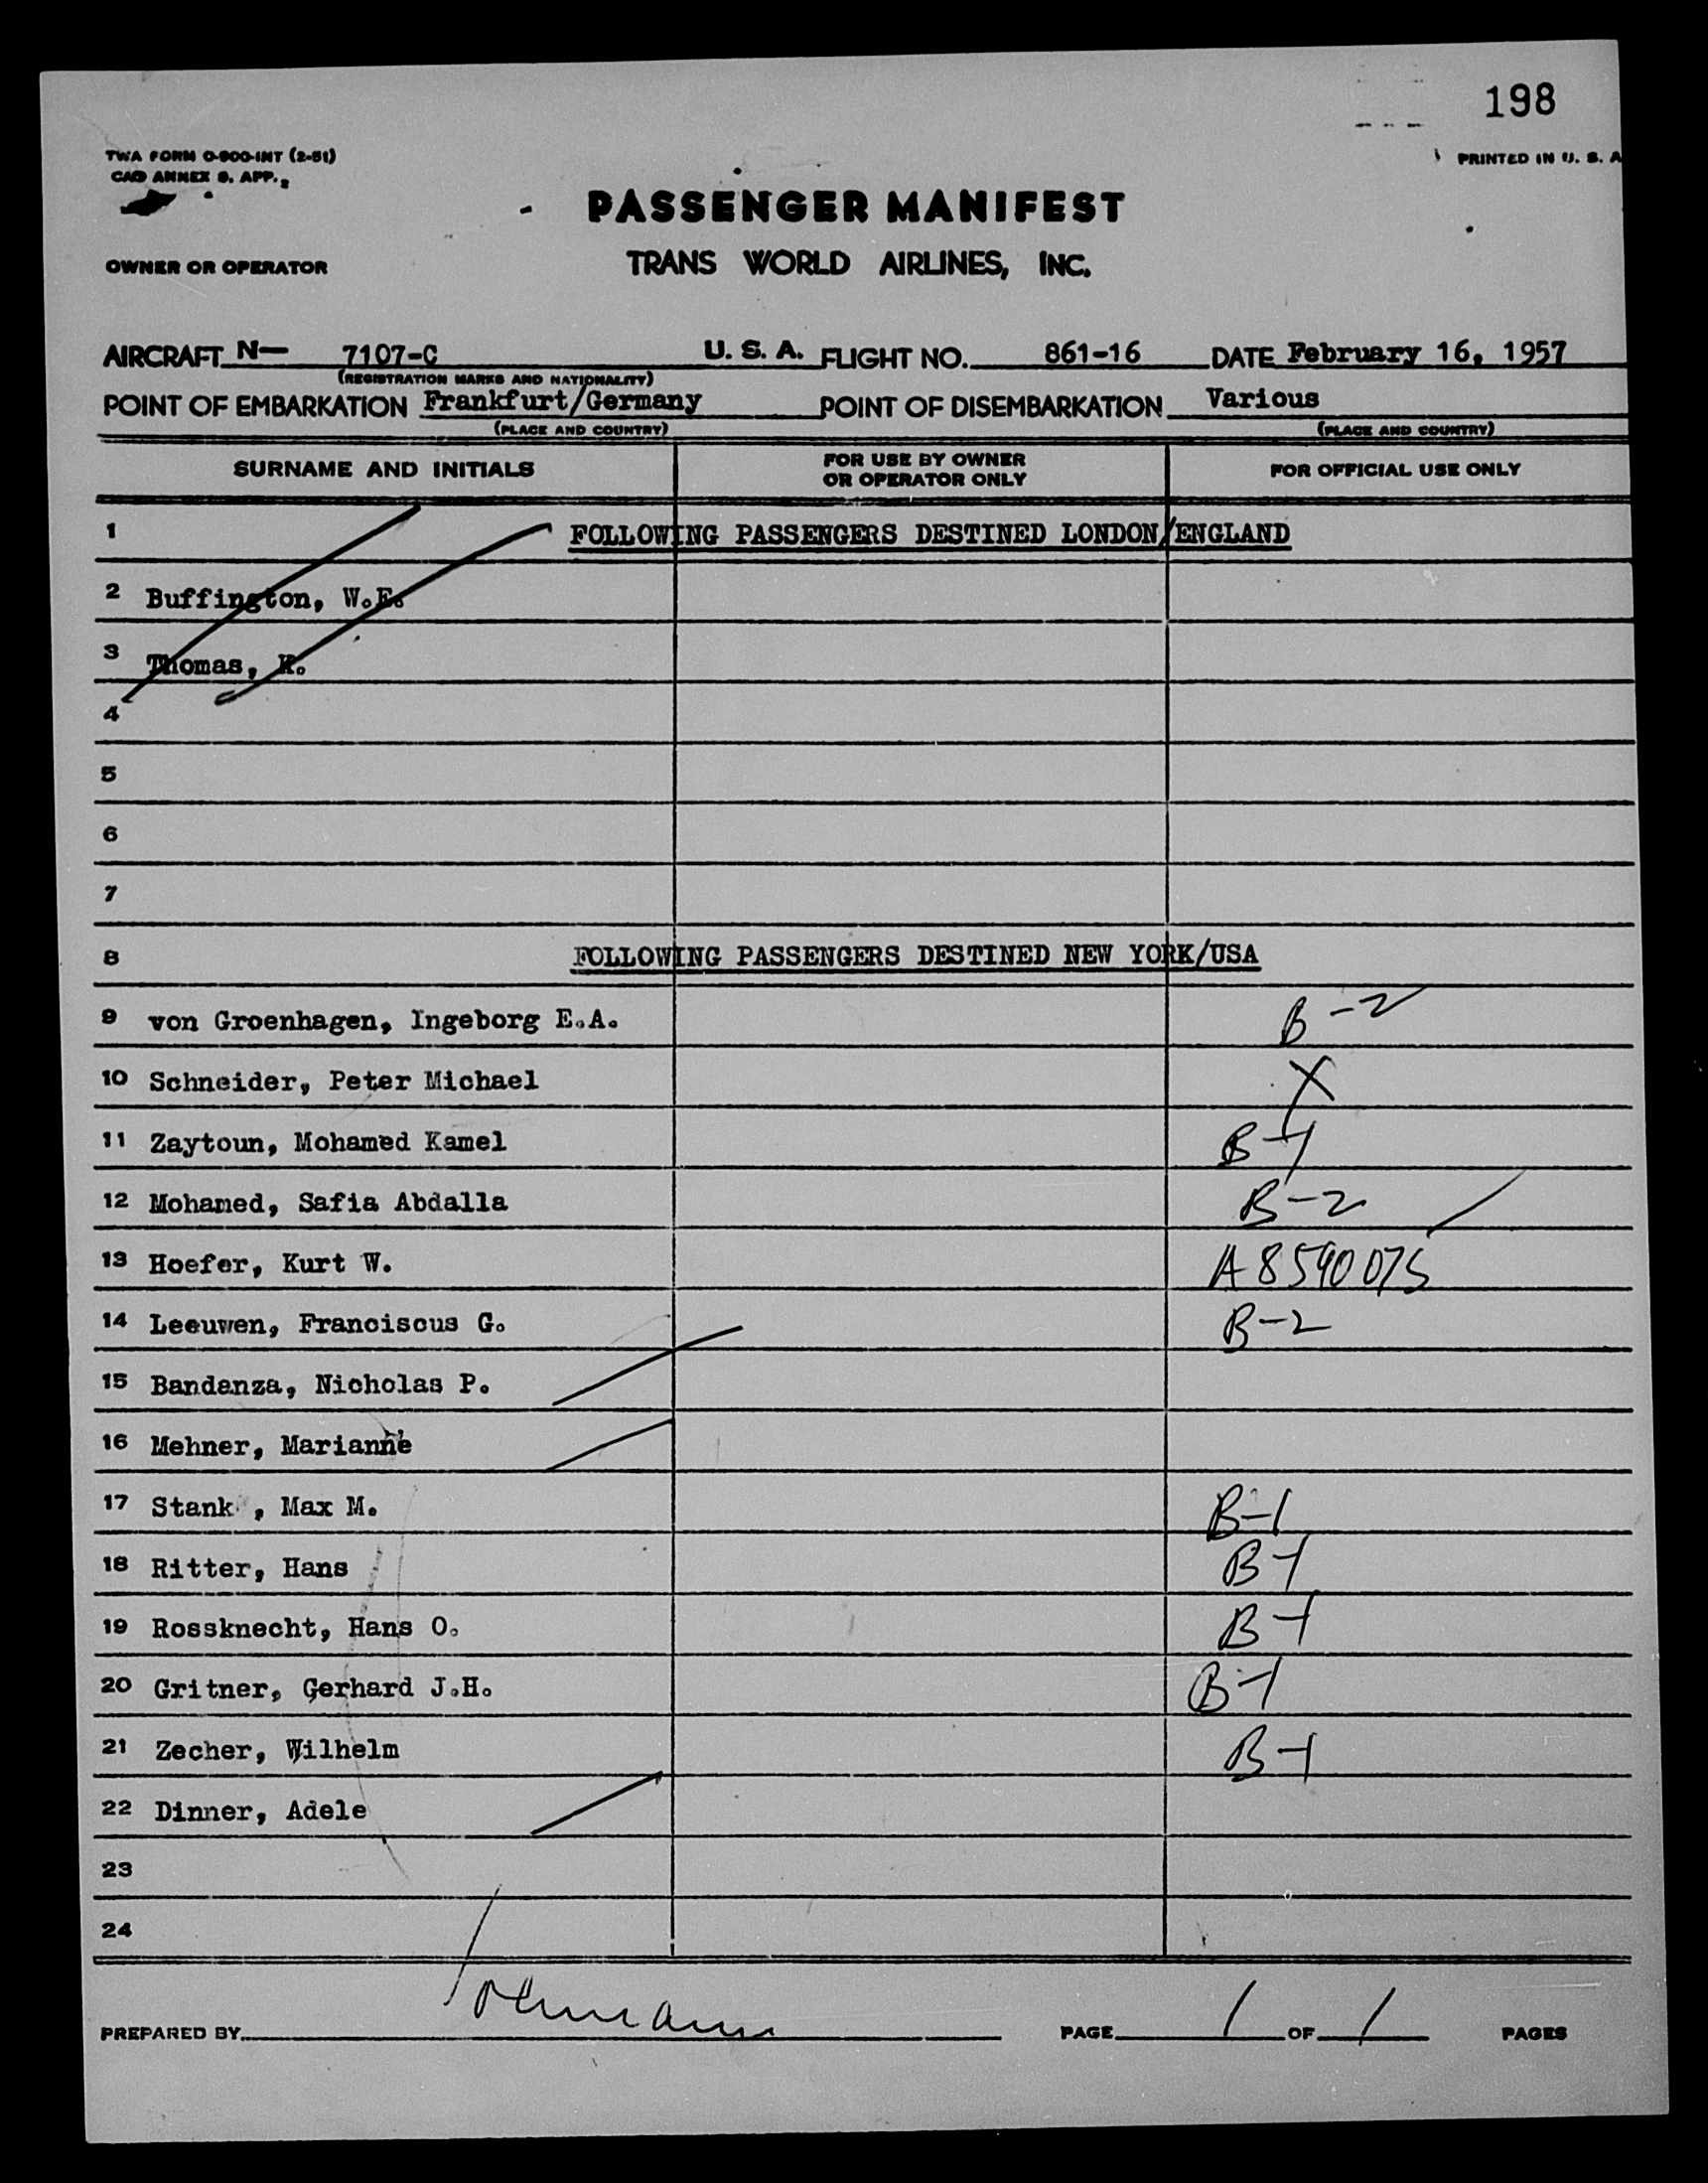 198
TWA FORM O-900-INT (2-51)
CAO ANNEX 9. APP. 2
PRINTED IN U. S. A
PASSENGER MANIFEST
OWNER OR OPERATOR TRANS WORLD AIRLINES, INC.
AIRCRAFT N— 7107-C U. S. A. FLIGHT NO. 861-16 DATE February 16, 1957
(REGISTRATION MARKS AND NATIONALITY)
POINT OF EMBARKATION Frankfurt/Germany POINT OF DISEMBARKATION Various
(PLACE AND COUNTRY) (PLACE AND COUNTRY)
SURNAME AND INITIALS FOR USE BY OWNER OR OPERATOR ONLY FOR OFFICIAL USE ONLY
1 FOLLOWING PASSENGERS DESTINED LONDON/ENGLAND
2 Buffington, W.E.
3 Thomas, K.
4
5
6
7
8 FOLLOWING PASSENGERS DESTINED NEW YORK/USA
9 von Groenhagen, Ingeborg E.A. B-2
10 Schneider, Peter Michael X
11 Zaytoun, Mohamed Kamel B-1
12 Mohamed, Safia Abdalla B-2
13 Hoefer, Kurt W. A8590075
14 Leeuwen, Franciscus G. B-2
15 Bandanza, Nicholas P.
16 Mehner, Marianne
17 Stank , Max M. B-1
18 Ritter, Hans B-1
19 Rossknecht, Hans O. B-1
20 Gritner, Gerhard J.H. B-1
21 Zecher, Wilhelm B-1
22 Dinner, Adele
23
24
PREPARED BY PAGE 1 OF 1 PAGES